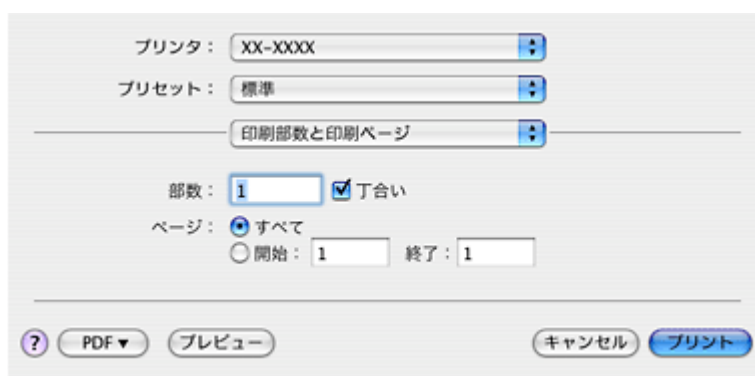 プリンタ： XX-XXXX
プリセット： 標準
印刷部数と印刷ページ
部数： 1 丁合い
ページ： すべて
開始： 1 終了： 1
? PDF ▼ プレビュー キャンセル プリント